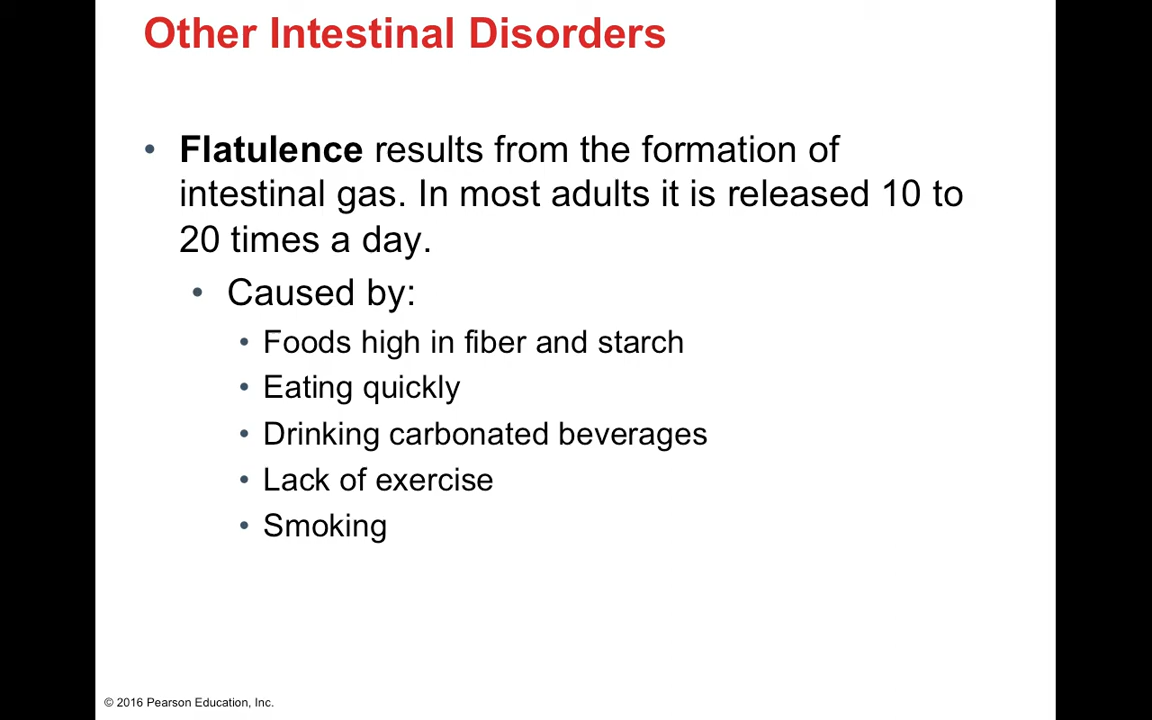 Other Intestinal Disorders
• Flatulence results from the formation of
intestinal gas. In most adults it is released 10 to
20 times a day.
• Caused by:
• Foods high in fiber and starch
• Eating quickly
• Drinking carbonated beverages
• Lack of exercise
• Smoking
© 2016 Pearson Education, Inc.